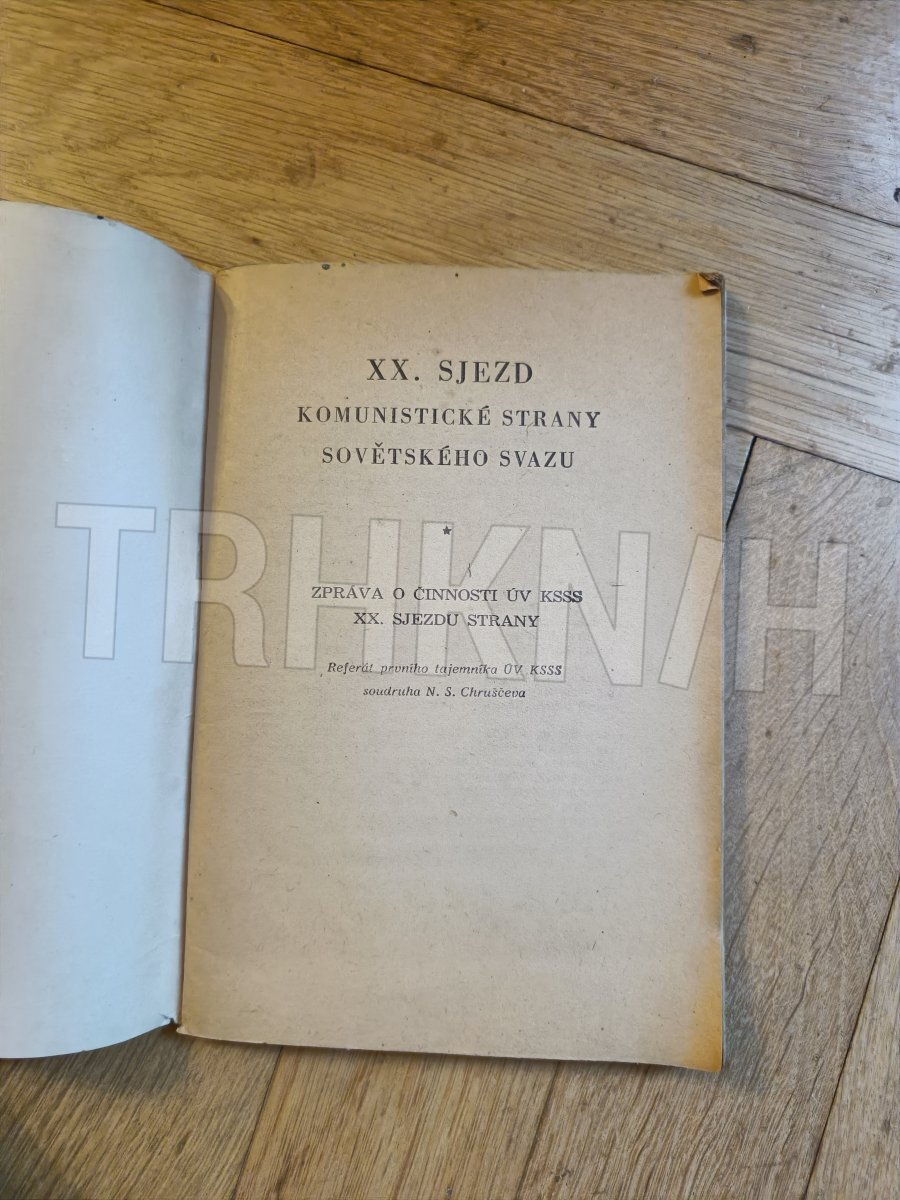 XX. SJEZD
KOMUNISTICKÉ STRANY
SOVĚTSKÉHO SVAZU
★
TRHKNIH
ZPRÁVA O ČINNOSTI ÚV KSSS
XX. SJEZDU STRANY
Referát prvního tajemníka ÚV KSSS
soudruha N. S. Chruščeva